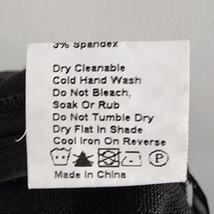 3% Spandex
Dry Cleanable
Cold Hand Wash
Do Not Bleach,
Soak Or Rub
Do Not Tumble Dry
Dry Flat In Shade
Cool Iron On Reverse
P
Made In China